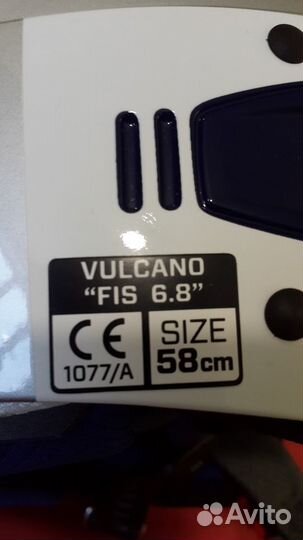 VULCANO
“FIS 6.8”
CE
1077/A
SIZE
58cm
Avito